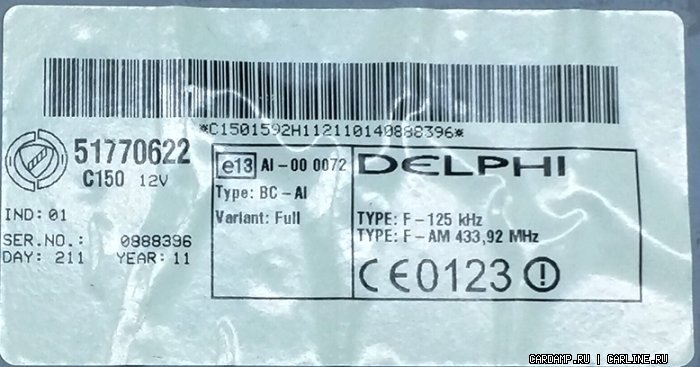 *C1501592H112110140888396*
51770622
C150 12V
IND: 01
SER.NO.: 0888396
DAY: 211 YEAR: 11
e13 AI-00 0072
Type: BC-AI
Variant: Full
DELPHI
TYPE: F-125 kHz
TYPE: F-AM 433,92 MHz
CE0123
CARDAMP.RU | CARLINE.RU